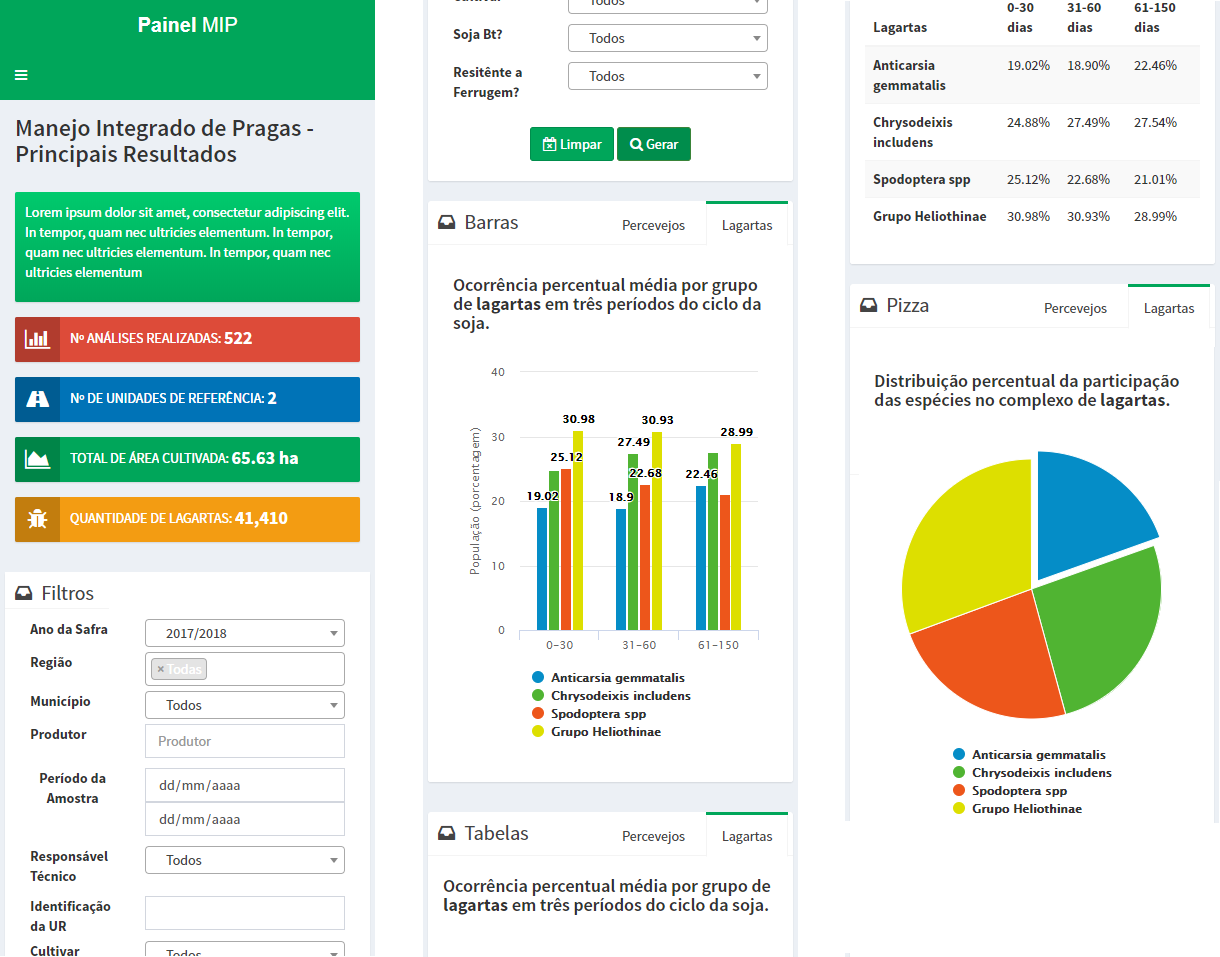 Painel MIP
Manejo Integrado de Pragas -
Principais Resultados
Lorem ipsum dolor sit amet, consectetur adipiscing elit.
In tempor, quam nec ultricies elementum. In tempor,
quam nec ultricies elementum. In tempor, quam nec
ultricies elementum
Nº ANÁLISES REALIZADAS: 522
Nº DE UNIDADES DE REFERÊNCIA: 2
TOTAL DE ÁREA CULTIVADA: 65.63 ha
QUANTIDADE DE LAGARTAS: 41,410
Filtros
Ano da Safra 2017/2018
Região × Todas
Município Todos
Produtor Produtor
Período da
Amostra
dd/mm/aaaa
dd/mm/aaaa
Responsável
Técnico
Todos
Identificação
da UR
Cultivar Todos
Cultivar Todos
Soja Bt? Todos
Resitênte a
Ferrugem?
Todos
Limpar Gerar
Barras Percevejos Lagartas
Ocorrência percentual média por grupo
de lagartas em três períodos do ciclo da
soja.
População (porcentagem)
40
30
20
10
0
19.02 25.12 30.98
18.9 27.49 22.68 30.93
22.46 28.99
0-30 31-60 61-150
Anticarsia gemmatalis
Chrysodeixis includens
Spodoptera spp
Grupo Heliothinae
Tabelas Percevejos Lagartas
Ocorrência percentual média por grupo de
lagartas em três períodos do ciclo da soja.
Lagartas 0-30 dias 31-60 dias 61-150 dias
Anticarsia gemmatalis 19.02% 18.90% 22.46%
Chrysodeixis includens 24.88% 27.49% 27.54%
Spodoptera spp 25.12% 22.68% 21.01%
Grupo Heliothinae 30.98% 30.93% 28.99%
Pizza Percevejos Lagartas
Distribuição percentual da participação
das espécies no complexo de lagartas.
Anticarsia gemmatalis
Chrysodeixis includens
Spodoptera spp
Grupo Heliothinae